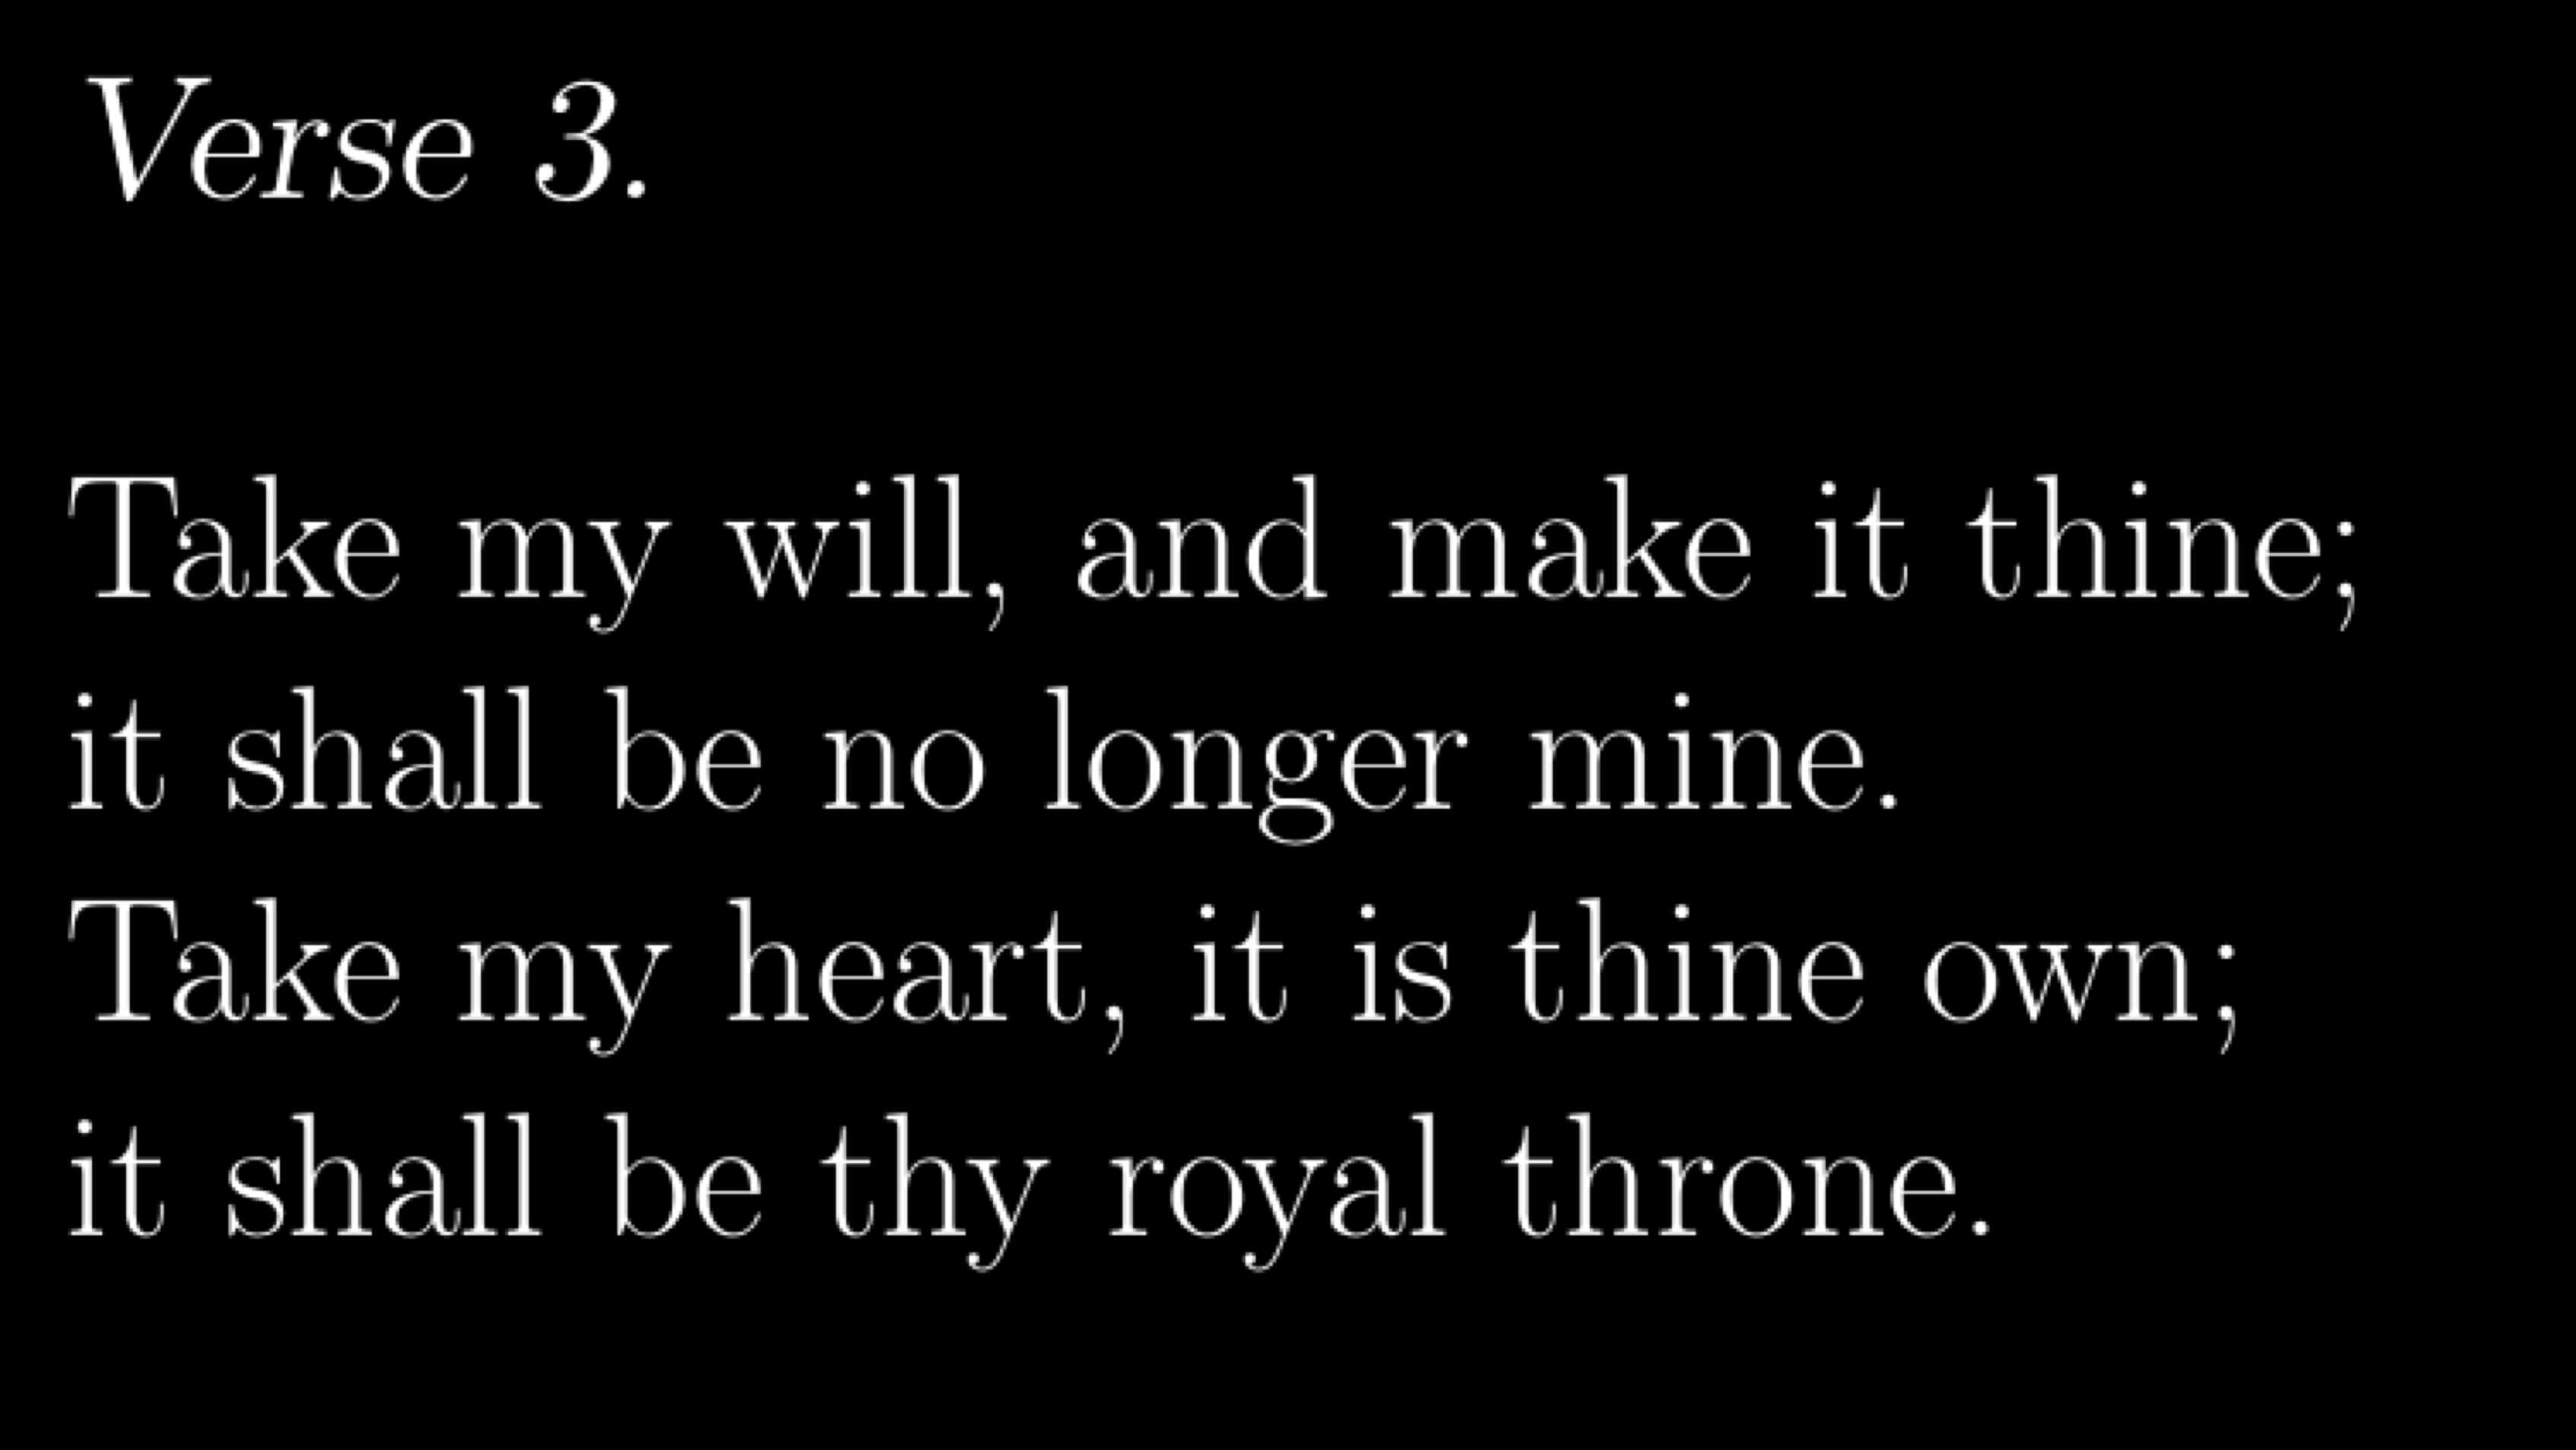 Verse 3.
Take my will, and make it thine;
it shall be no longer mine.
Take my heart, it is thine own;
it shall be thy royal throne.